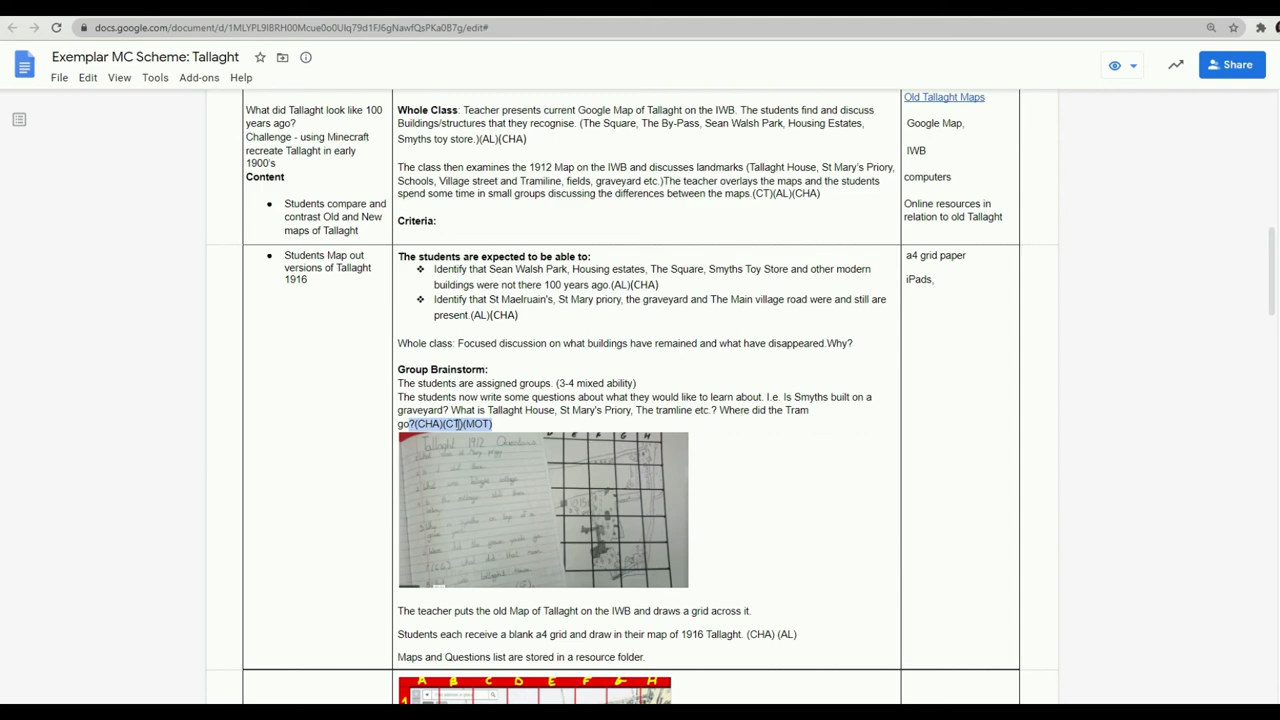 docs.google.com/document/d/1MLYPL9IBRH00Mcue0o0UIq79d1FJ6gNawfQsPKa0B7g/edit#
Exemplar MC Scheme: Tallaght
File Edit View Tools Add-ons Help
Share
What did Tallaght look like 100
years ago?
Challenge - using Minecraft
recreate Tallaght in early
1900's
Content
Students compare and
contrast Old and New
maps of Tallaght
Whole Class: Teacher presents current Google Map of Tallaght on the IWB. The students find and discuss
Buildings/structures that they recognise. (The Square, The By-Pass, Sean Walsh Park, Housing Estates,
Smyths toy store.)(AL)(CHA)
The class then examines the 1912 Map on the IWB and discusses landmarks (Tallaght House, St Mary's Priory,
Schools, Village street and Tramiline, fields, graveyard etc.)The teacher overlays the maps and the students
spend some time in small groups discussing the differences between the maps.(CT)(AL)(CHA)
Criteria:
Old Tallaght Maps
Google Map,
IWB
computers
Online resources in
relation to old Tallaght
Students Map out
versions of Tallaght
1916
The students are expected to be able to:
Identify that Sean Walsh Park, Housing estates, The Square, Smyths Toy Store and other modern
buildings were not there 100 years ago.(AL)(CHA)
Identify that St Maelruain's, St Mary priory, the graveyard and The Main village road were and still are
present.(AL)(CHA)
Whole class: Focused discussion on what buildings have remained and what have disappeared.Why?
Group Brainstorm:
The students are assigned groups. (3-4 mixed ability)
The students now write some questions about what they would like to learn about. I.e. Is Smyths built on a
graveyard? What is Tallaght House, St Mary's Priory, The tramline etc.? Where did the Tram
go?(CHA)(CT)(MOT)
Tallaght 1912 Questions
D E F G H
The teacher puts the old Map of Tallaght on the IWB and draws a grid across it.
Students each receive a blank a4 grid and draw in their map of 1916 Tallaght. (CHA) (AL)
Maps and Questions list are stored in a resource folder.
a4 grid paper
iPads,
A B C D E F G H
1